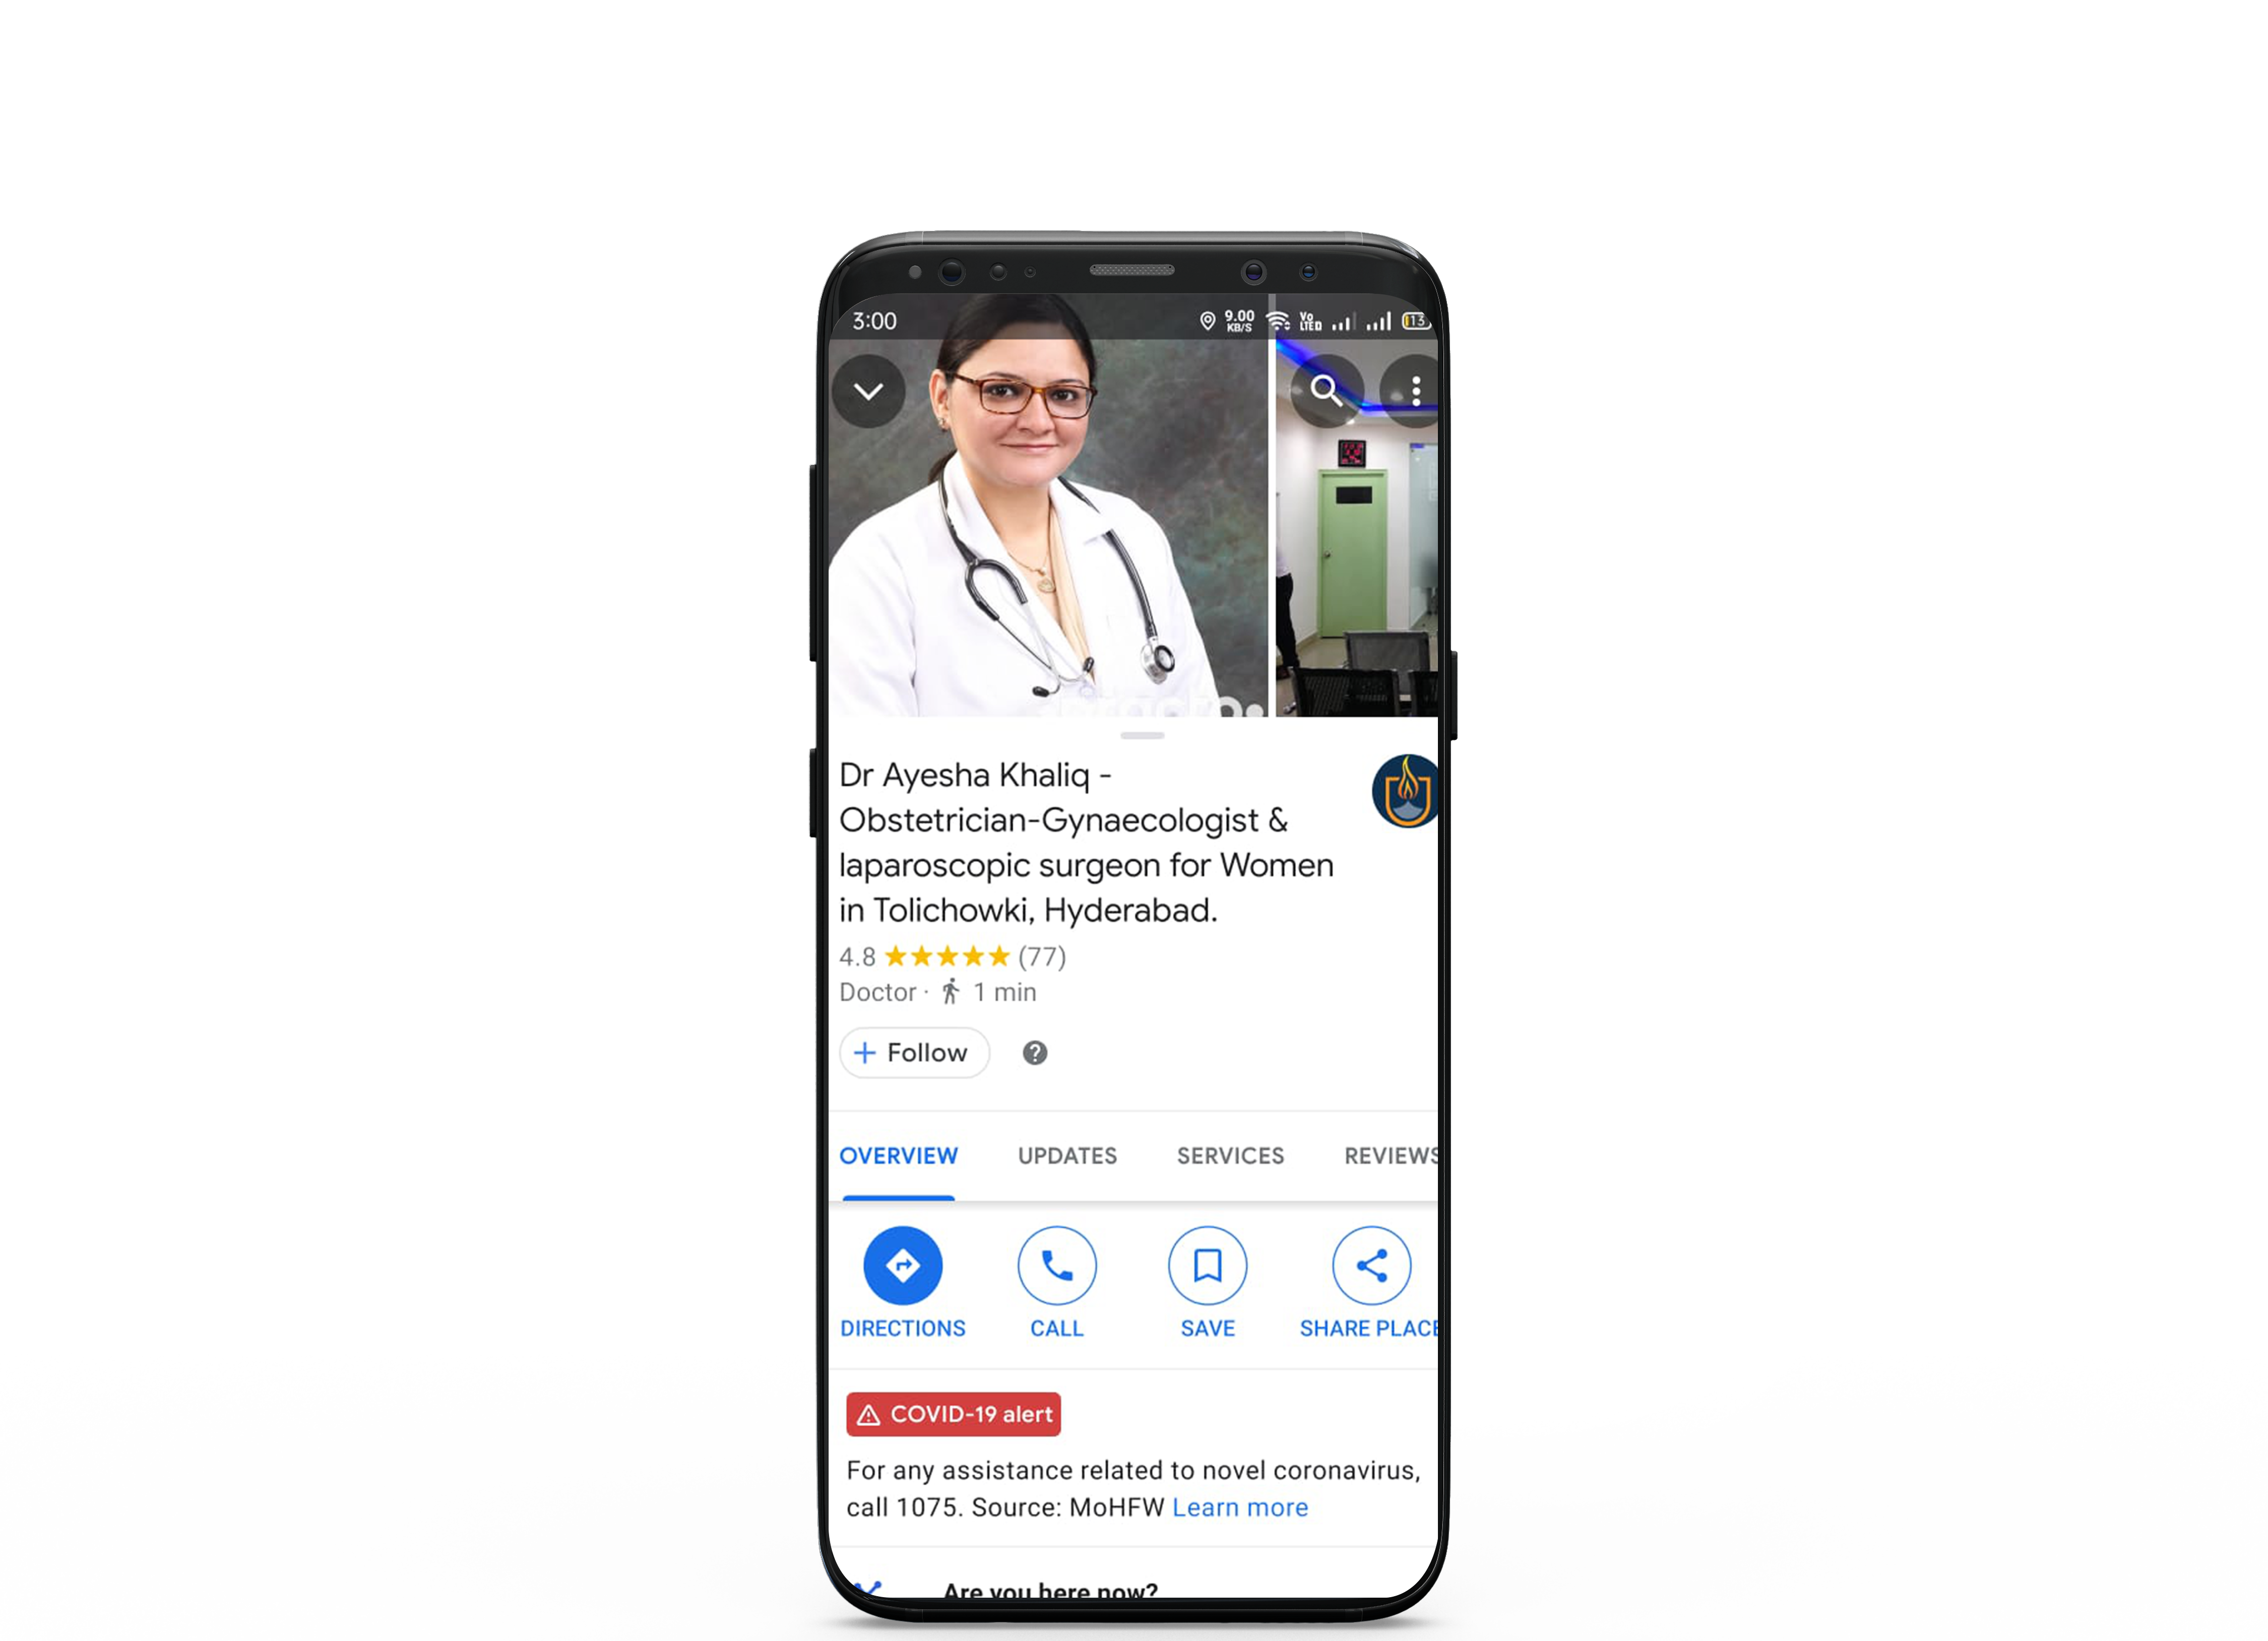 3:00
9.00
KB/S
Vo
LTE
13
Dr Ayesha Khaliq -
Obstetrician-Gynaecologist &
laparoscopic surgeon for Women
in Tolichowki, Hyderabad.
4.8 (77)
Doctor · 1 min
+ Follow
?
OVERVIEW UPDATES SERVICES REVIEWS
DIRECTIONS CALL SAVE SHARE PLACE
COVID-19 alert
For any assistance related to novel coronavirus,
call 1075. Source: MoHFW Learn more
Are you here now?